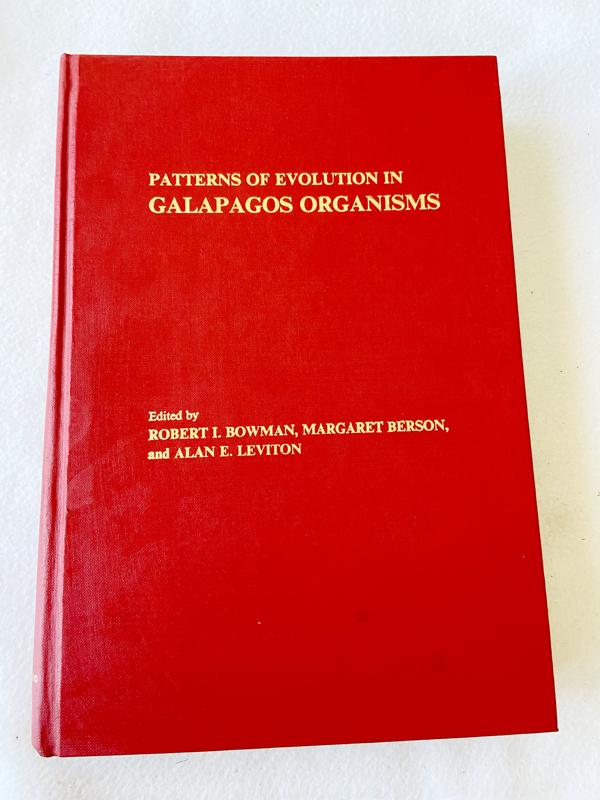 PATTERNS OF EVOLUTION IN
GALAPAGOS ORGANISMS
Edited by
ROBERT I. BOWMAN, MARGARET BERSON,
and ALAN E. LEVITON